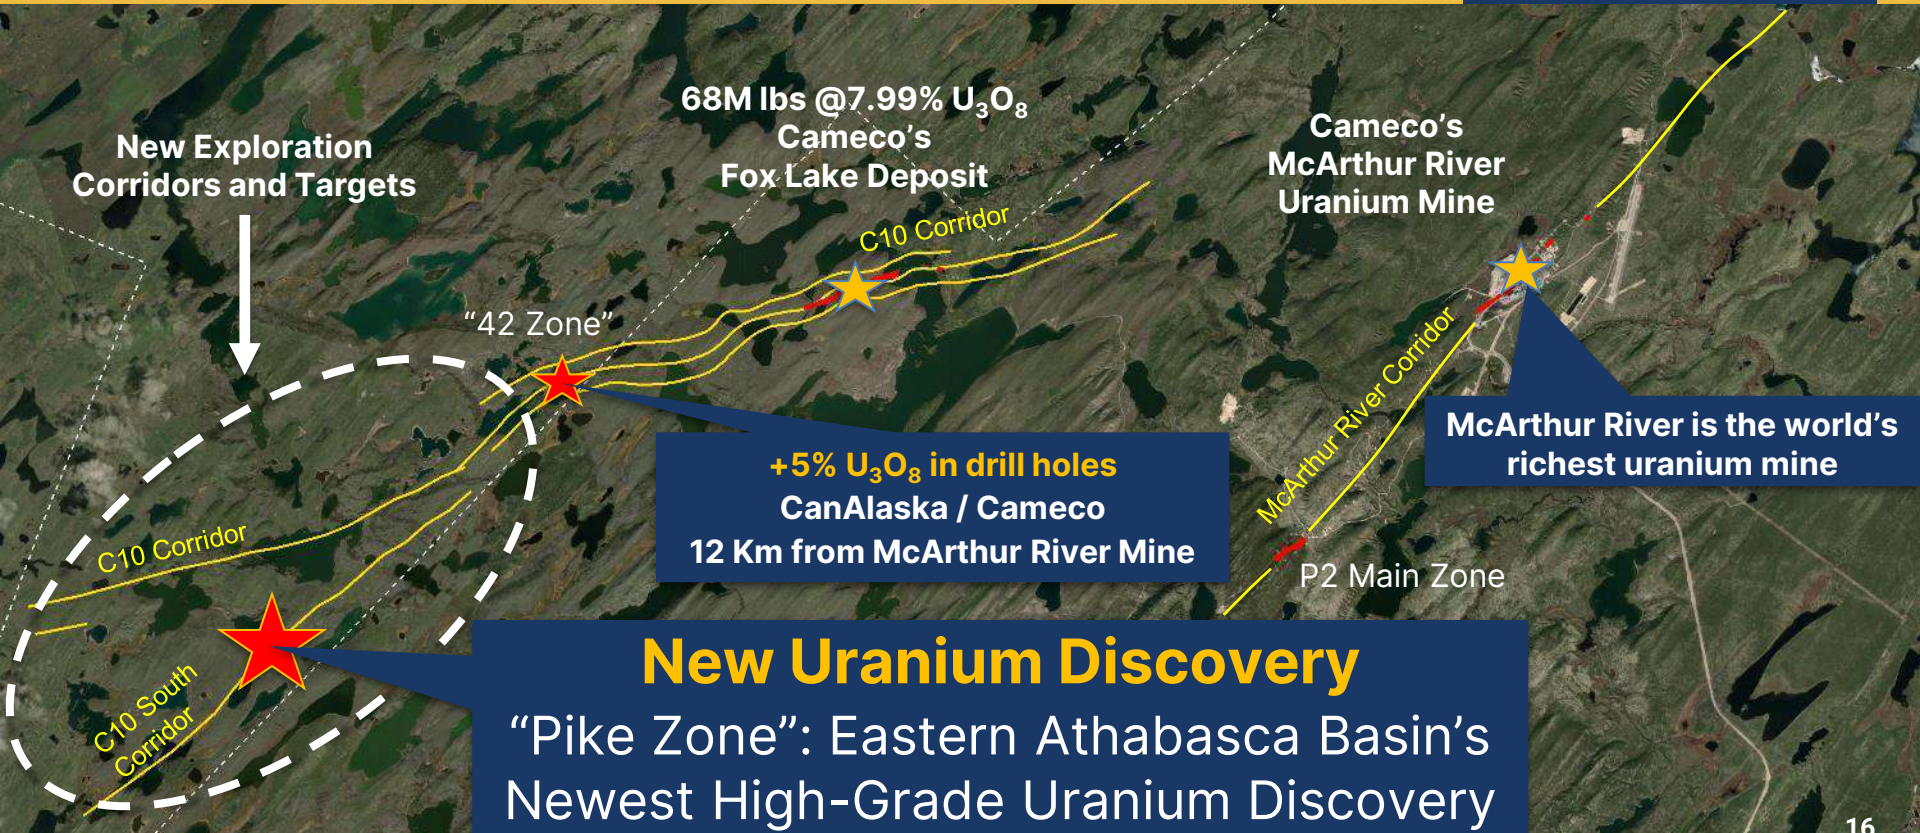 68M lbs @7.99% U₃O₈
Cameco's
Fox Lake Deposit
New Exploration
Corridors and Targets
Cameco's
McArthur River
Uranium Mine
C10 Corridor
“42 Zone”
McArthur River Corridor
McArthur River is the world's
richest uranium mine
+5% U₃O₈ in drill holes
CanAlaska / Cameco
12 Km from McArthur River Mine
C10 Corridor
P2 Main Zone
C10 South
Corridor
New Uranium Discovery
“Pike Zone”: Eastern Athabasca Basin's
Newest High-Grade Uranium Discovery
16